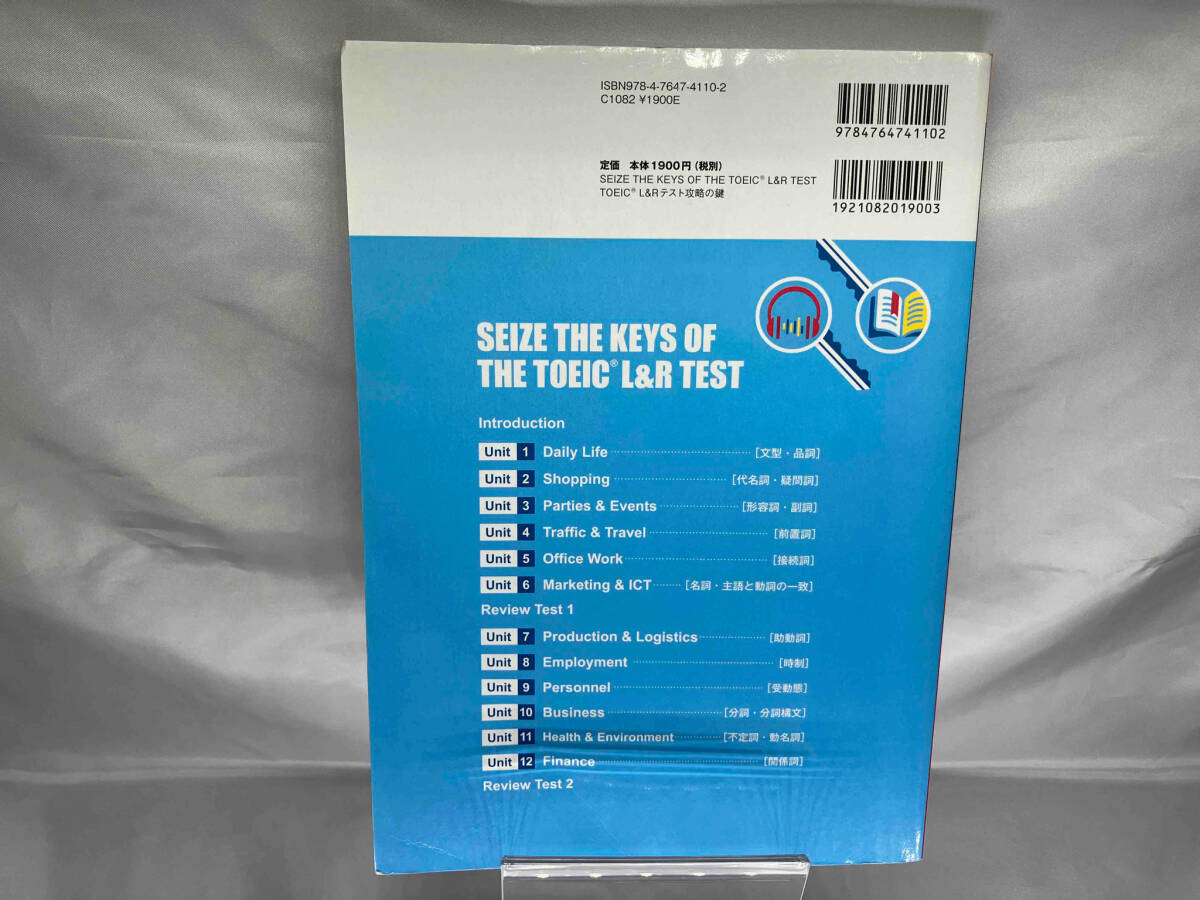 ISBN978-4-7647-4110-2
C1082 ¥1900E
9784764741102
定価 本体1900円(税別)
SEIZE THE KEYS OF THE TOEIC® L&R TEST
TOEIC® L&Rテスト攻略の鍵
1921082019003
SEIZE THE KEYS OF
THE TOEIC® L&R TEST
Introduction
Unit 1 Daily Life [文型・品詞]
Unit 2 Shopping [代名詞・疑問詞]
Unit 3 Parties & Events [形容詞・副詞]
Unit 4 Traffic & Travel [前置詞]
Unit 5 Office Work [接続詞]
Unit 6 Marketing & ICT [名詞・主語と動詞の一致]
Review Test 1
Unit 7 Production & Logistics [助動詞]
Unit 8 Employment [時制]
Unit 9 Personnel [受動態]
Unit 10 Business [分詞・分詞構文]
Unit 11 Health & Environment [不定詞・動名詞]
Unit 12 Finance [関係詞]
Review Test 2